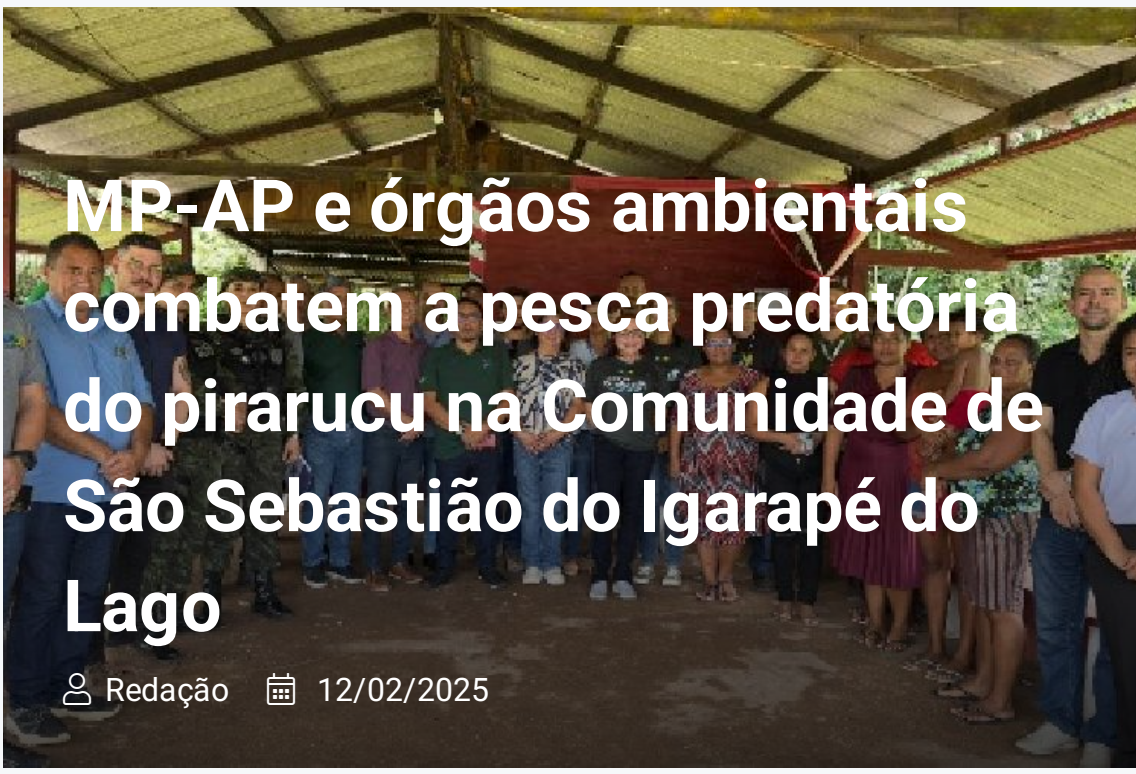 MP-AP e órgãos ambientais
combatem a pesca predatória
do pirarucu na Comunidade de
São Sebastião do Igarapé do
Lago
Redação 12/02/2025